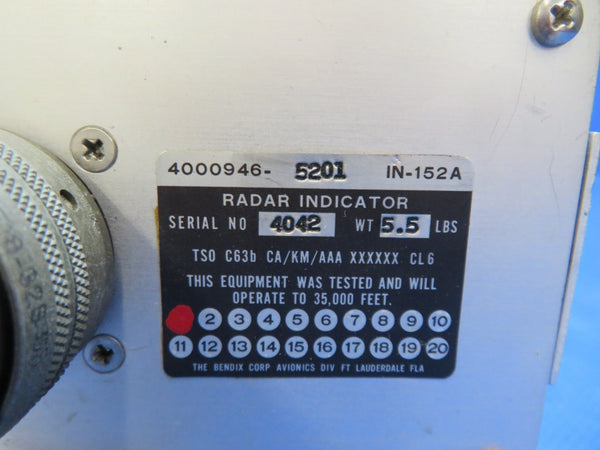 4000946- 5201 IN-152A
RADAR INDICATOR
SERIAL NO 4042 WT 5.5 LBS
TSO C63b CA/KM/AAA XXXXXX CL6
THIS EQUIPMENT WAS TESTED AND WILL
OPERATE TO 35,000 FEET.
2 3 4 5 6 7 8 9 10
11 12 13 14 15 16 17 18 19 20
THE BENDIX CORP AVIONICS DIV FT LAUDERDALE FLA